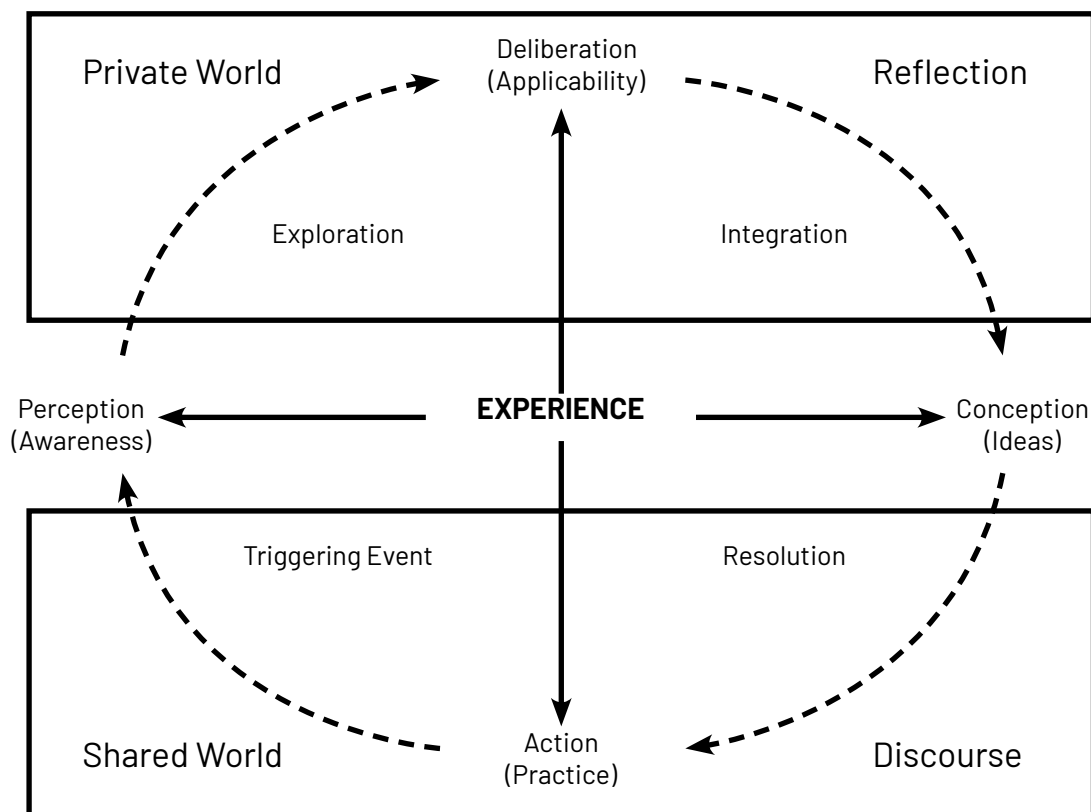 Deliberation
(Applicability)
Private World
Reflection
Exploration
Integration
Perception
(Awareness)
EXPERIENCE
Conception
(Ideas)
Triggering Event
Resolution
Shared World
Action
(Practice)
Discourse